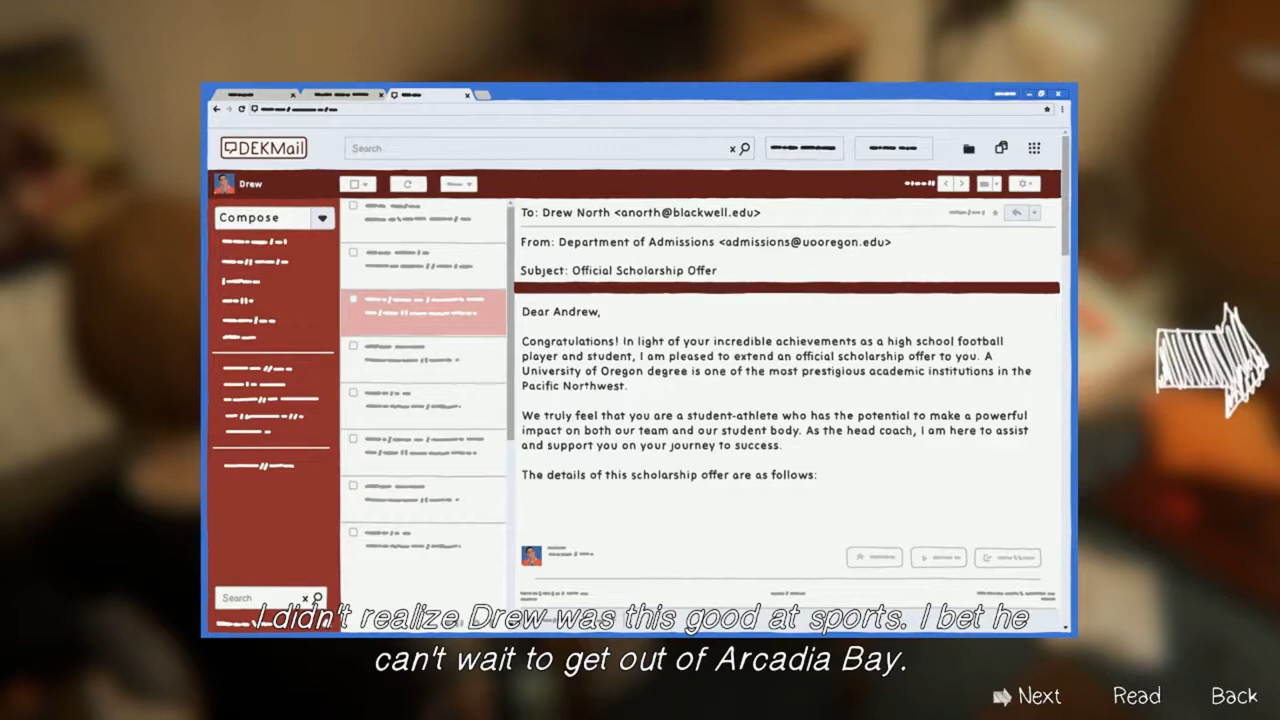 DEKMail
Search
Drew
Compose
To: Drew North <anorth@blackwell.edu>
From: Department of Admissions <admissions@uooregon.edu>
Subject: Official Scholarship Offer
Dear Andrew,
Congratulations! In light of your incredible achievements as a high school football
player and student, I am pleased to extend an official scholarship offer to you. A
University of Oregon degree is one of the most prestigious academic institutions in the
Pacific Northwest.
We truly feel that you are a student-athlete who has the potential to make a powerful
impact on both our team and our student body. As the head coach, I am here to assist
and support you on your journey to success.
The details of this scholarship offer are as follows:
Search
I didn't realize Drew was this good at sports. I bet he
can't wait to get out of Arcadia Bay.
Next Read Back